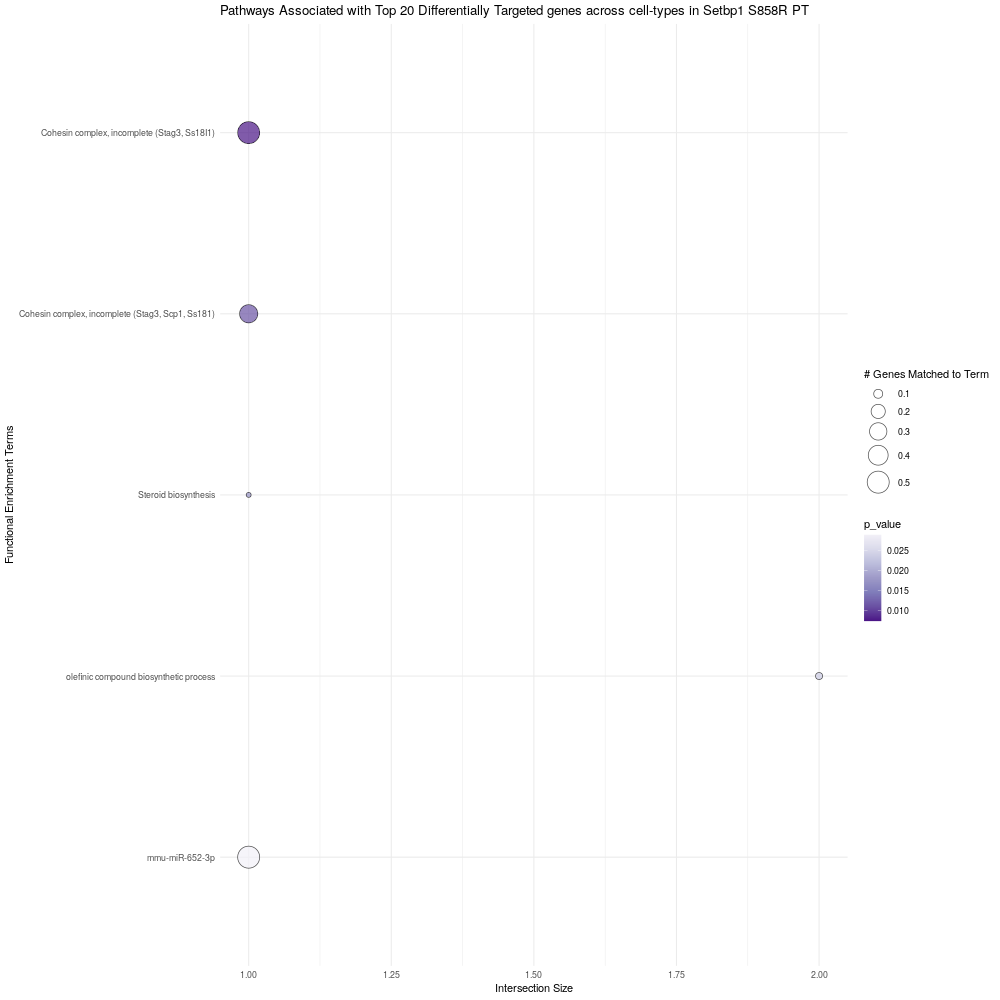 Pathways Associated with Top 20 Differentially Targeted genes across cell-types in Setbp1 S858R PT
Cohesin complex, incomplete (Stag3, Ss18l1)
Cohesin complex, incomplete (Stag3, Scp1, Ss181)
Steroid biosynthesis
olefinic compound biosynthetic process
mmu-miR-652-3p
Functional Enrichment Terms
1.00
1.25
1.50
1.75
2.00
Intersection Size
# Genes Matched to Term
0.1
0.2
0.3
0.4
0.5
p_value
0.025
0.020
0.015
0.010